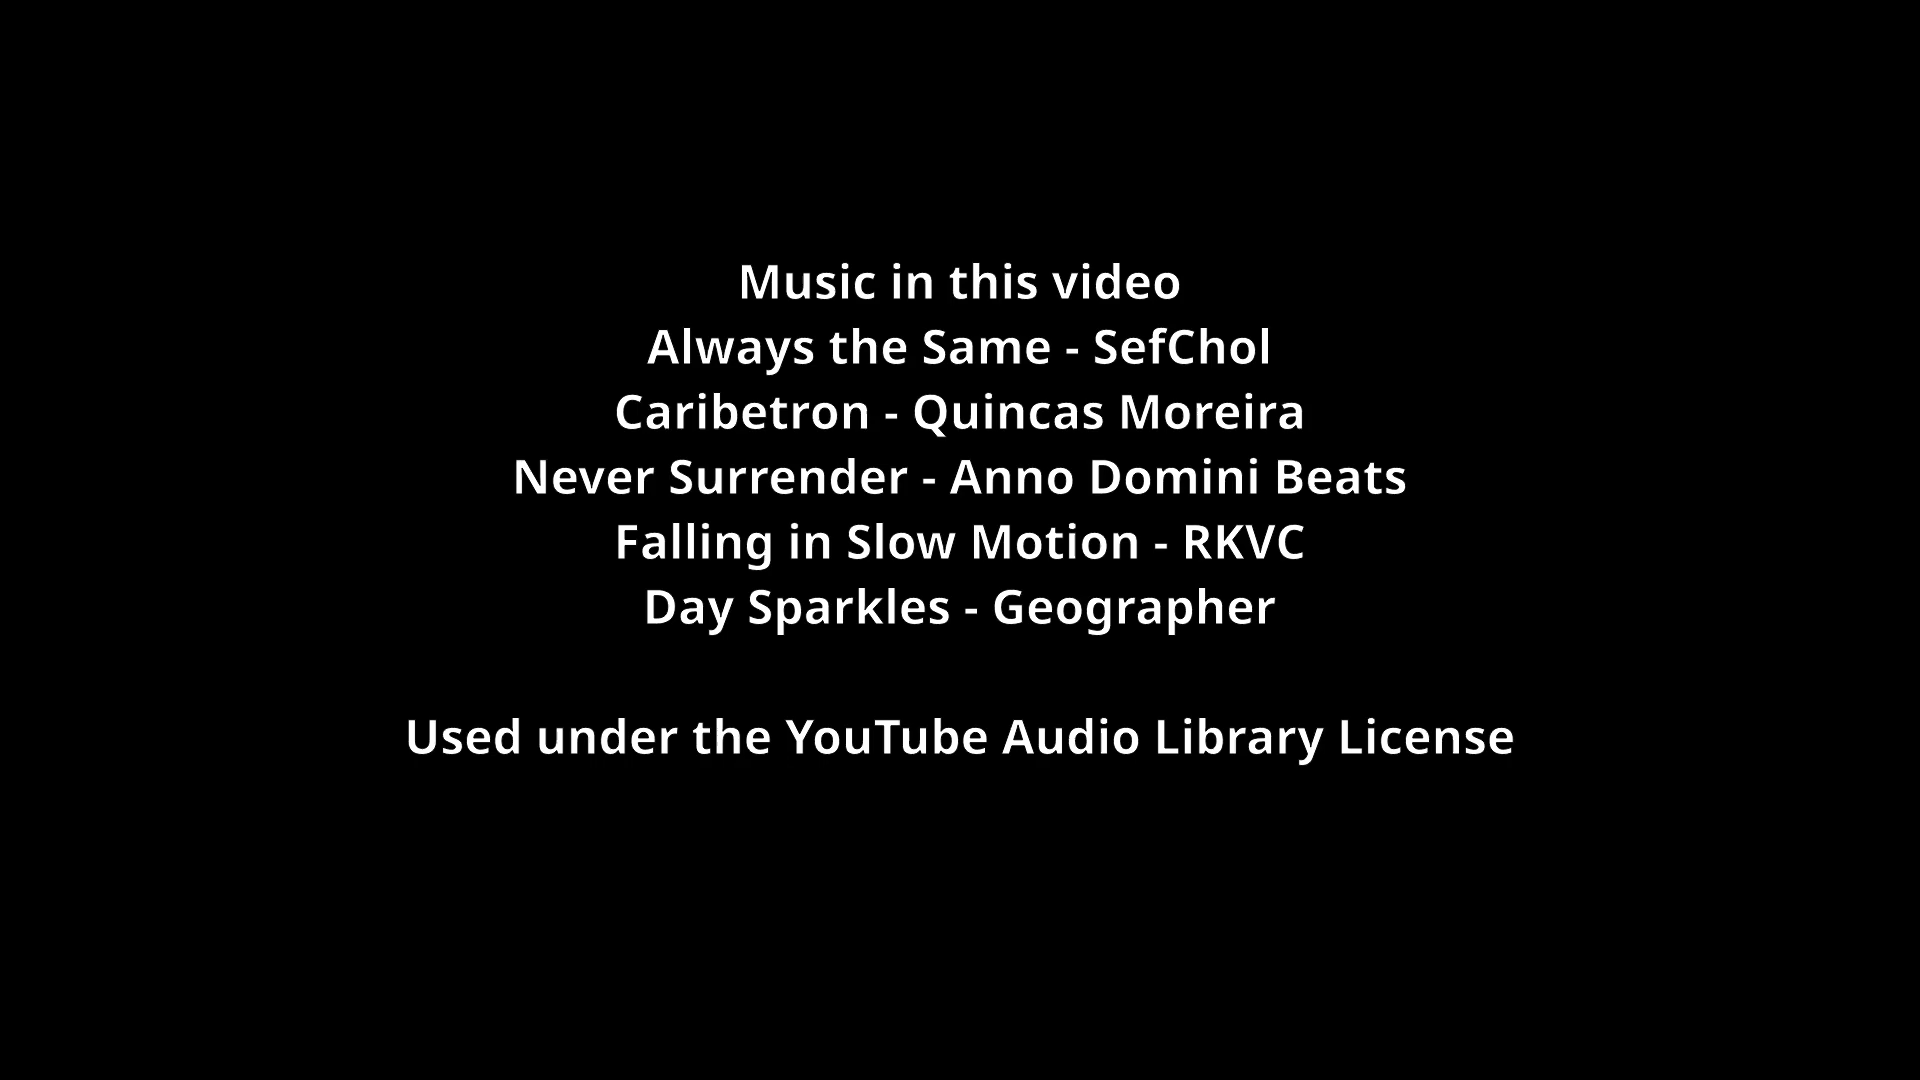 Music in this video
Always the Same - SefChol
Caribetron - Quincas Moreira
Never Surrender - Anno Domini Beats
Falling in Slow Motion - RKVC
Day Sparkles - Geographer
Used under the YouTube Audio Library License